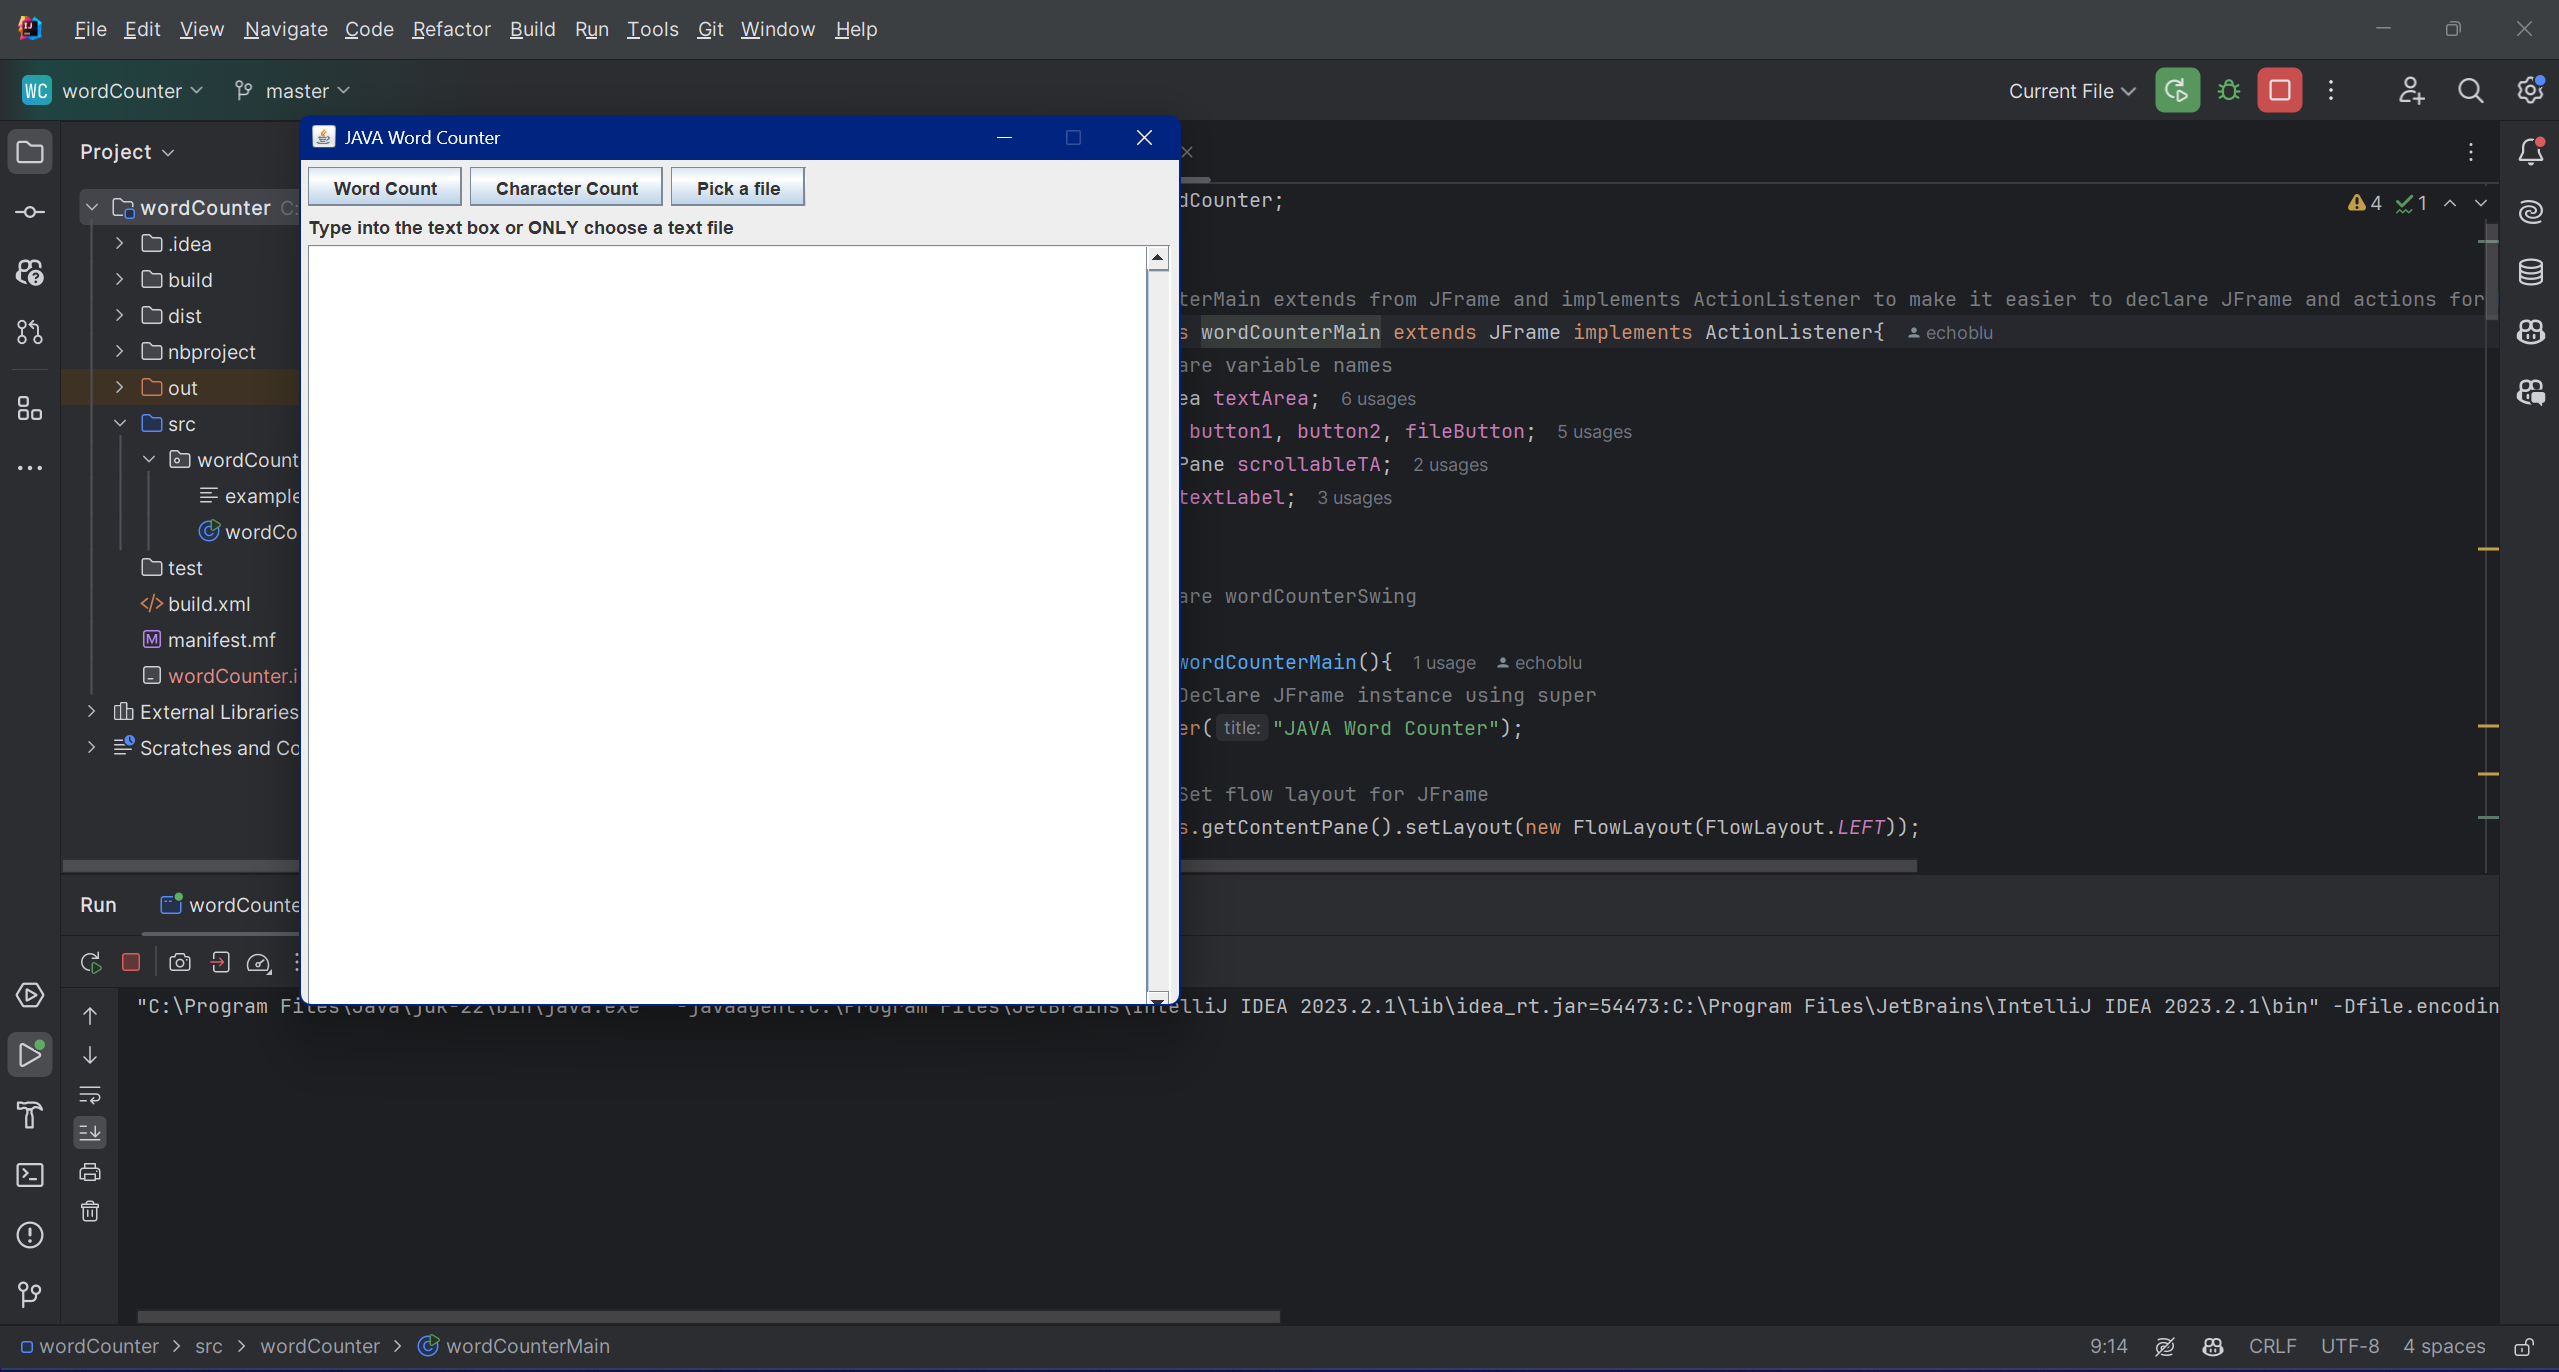 File Edit View Navigate Code Refactor Build Run Tools Git Window Help
WC wordCounter master Current File
Project
JAVA Word Counter
Word Count Character Count Pick a file
Type into the text box or ONLY choose a text file
wordCounter C:
.idea
build
dist
nbproject
out
src
wordCount
example
wordCo
test
build.xml
manifest.mf
wordCounter.i
External Libraries
Scratches and Co
dCounter;
4 1
terMain extends from JFrame and implements ActionListener to make it easier to declare JFrame and actions for
s wordCounterMain extends JFrame implements ActionListener{ echoblu
are variable names
ea textArea; 6 usages
button1, button2, fileButton; 5 usages
Pane scrollableTA; 2 usages
textLabel; 3 usages
are wordCounterSwing
wordCounterMain(){ 1 usage echoblu
Declare JFrame instance using super
er( title: "JAVA Word Counter");
Set flow layout for JFrame
s.getContentPane().setLayout(new FlowLayout(FlowLayout.LEFT));
Run wordCounte
"C:\Program Files\Java\jdk-22\bin\java.exe" "-javaagent:C:\Program Files\JetBrains\IntelliJ IDEA 2023.2.1\lib\idea_rt.jar=54473:C:\Program Files\JetBrains\IntelliJ IDEA 2023.2.1\bin" -Dfile.encodin
wordCounter > src > wordCounter > wordCounterMain
9:14 CRLF UTF-8 4 spaces